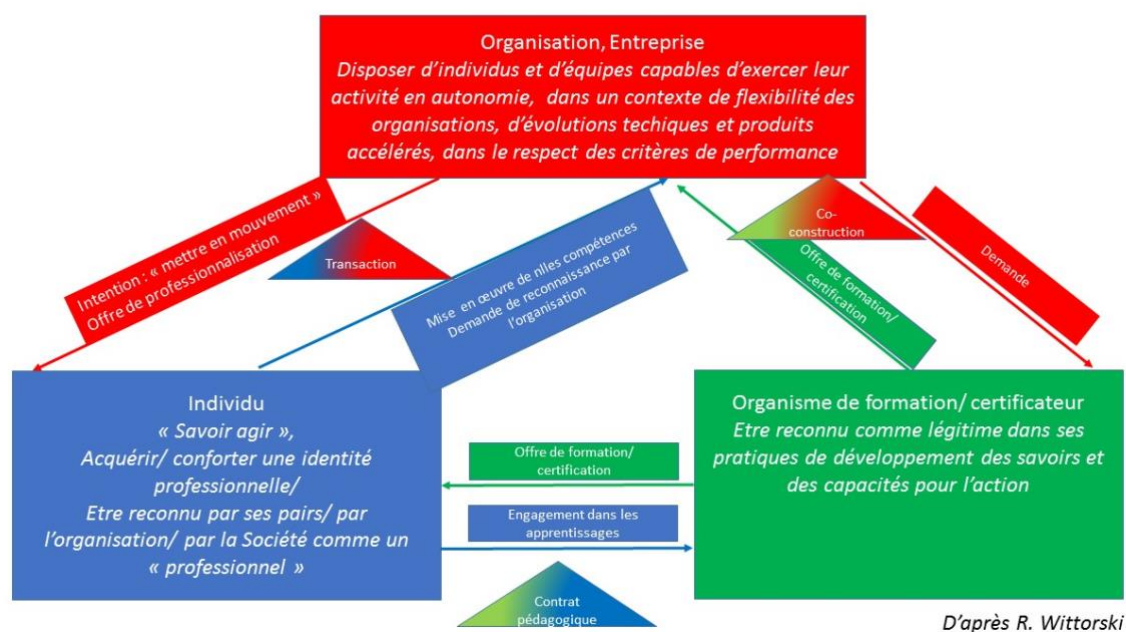 Organisation, Entreprise
Disposer d’individus et d’équipes capables d’exercer leur
activité en autonomie, dans un contexte de flexibilité des
organisations, d’évolutions techiques et produits
accélérés, dans le respect des critères de performance
Intention : « mettre en mouvement »
Offre de professionnalisation
Transaction
Mise en œuvre de nlles compétences
Demande de reconnaissance par
l’organisation
Co-
construction
Offre de formation/
certification
Demande
Individu
« Savoir agir »,
Acquérir/ conforter une identité
professionnelle/
Etre reconnu par ses pairs/ par
l’organisation/ par la Société comme un
« professionnel »
Offre de formation/
certification
Engagement dans les
apprentissages
Contrat
pédagogique
Organisme de formation/ certificateur
Etre reconnu comme légitime dans ses
pratiques de développement des savoirs et
des capacités pour l’action
D’après R. Wittorski